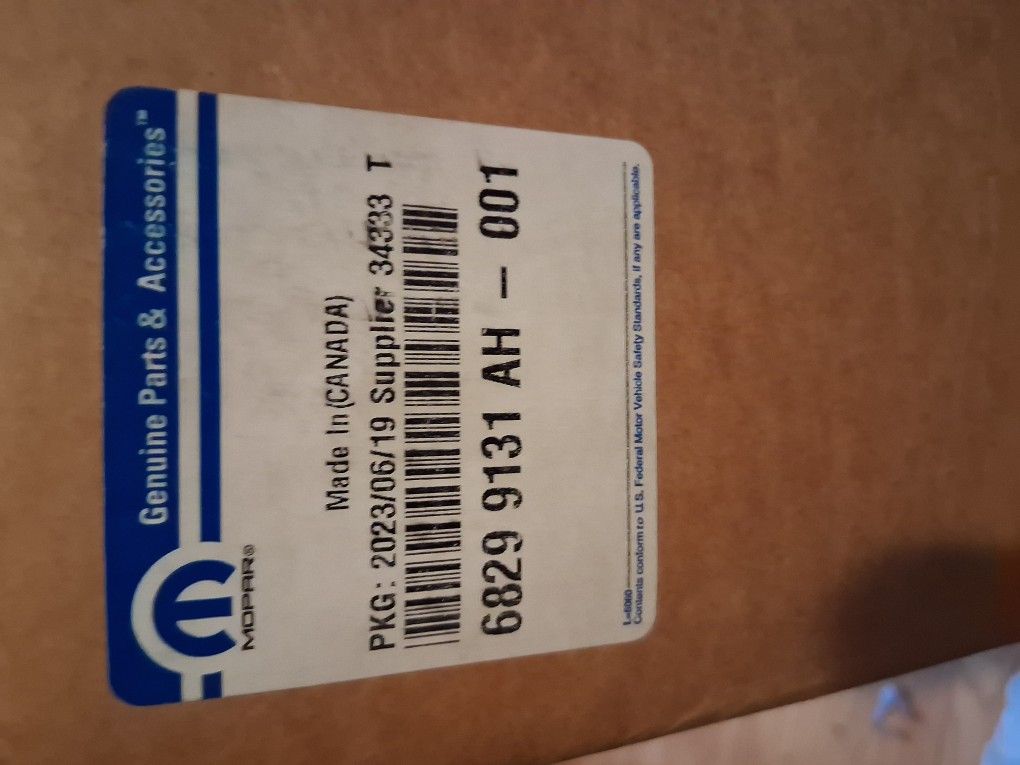 Genuine Parts & Accessories™
MOPAR®
Made In (CANADA)
PKG: 2023/06/19 Supplier 34333 T
6829 9131 AH - 001
L-5060
Contents conform to U.S. Federal Motor Vehicle Safety Standards, if any are applicable.